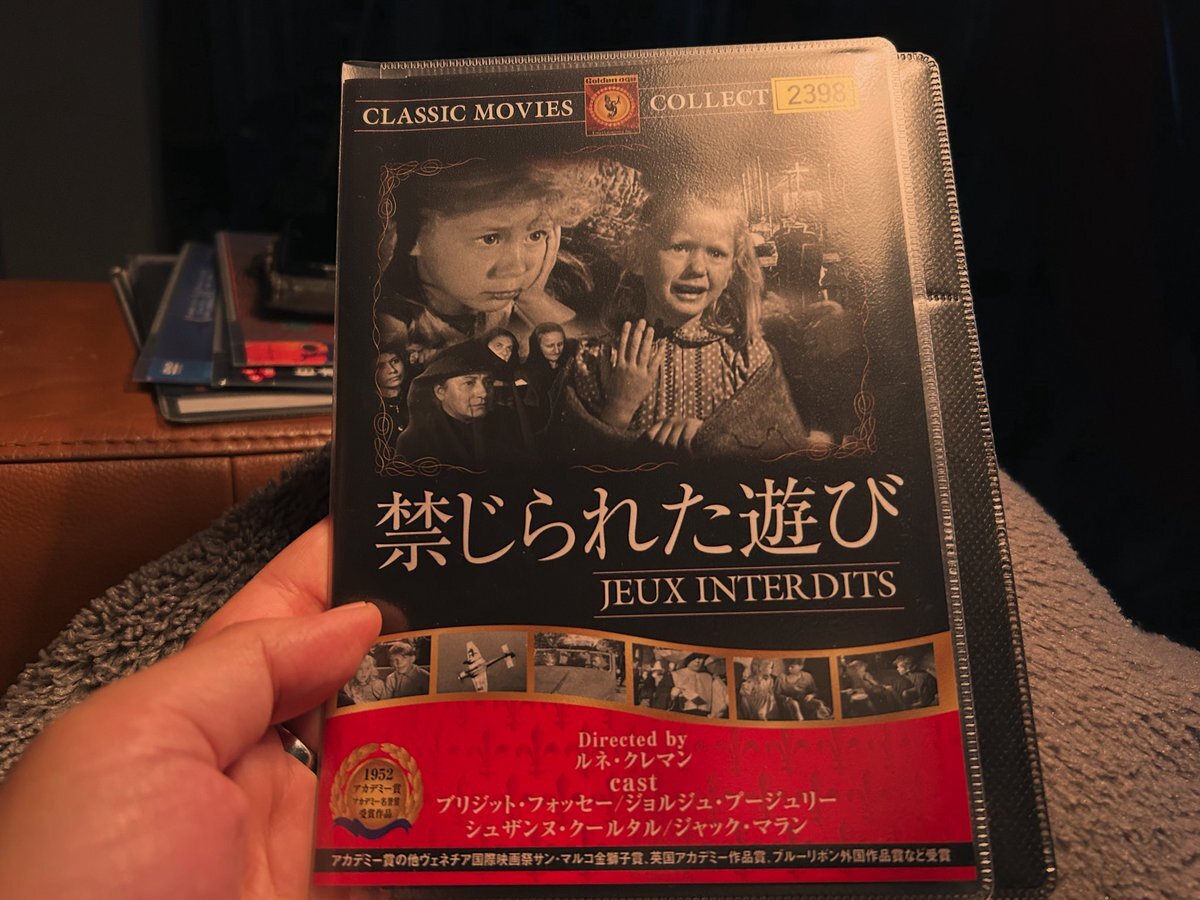 CLASSIC MOVIES
Golden age
COLLECT
2398
禁じられた遊び
JEUX INTERDITS
Directed by
ルネ・クレマン
cast
ブリジット・フォッセー/ジョルジュ・プージュリー
シュザンヌ・クールタル/ジャック・マラン
1952
アカデミー賞
アカデミー名誉賞
受賞作品
アカデミー賞の他ヴェネチア国際映画祭サン・マルコ金獅子賞、英国アカデミー作品賞、ブルーリボン外国作品賞など受賞